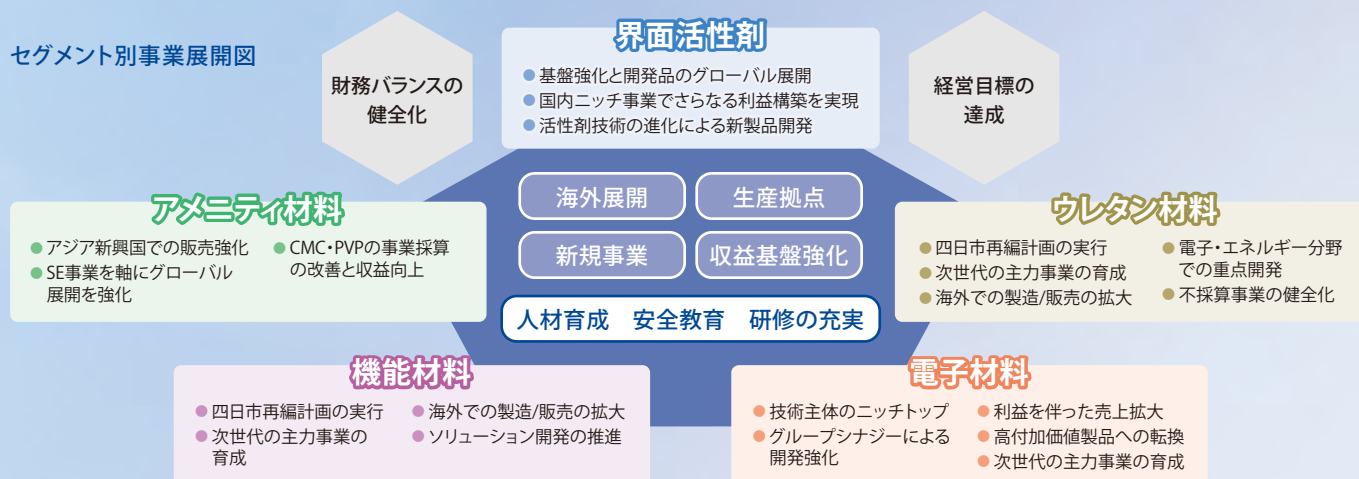 セグメント別事業展開図
財務バランスの
健全化
界面活性剤
●基盤強化と開発品のグローバル展開
●国内ニッチ事業でさらなる利益構築を実現
●活性剤技術の進化による新製品開発
経営目標の
達成
海外展開
生産拠点
新規事業
収益基盤強化
人材育成 安全教育 研修の充実
アメニティ材料
●アジア新興国での販売強化
●SE事業を軸にグローバル
展開を強化
●CMC・PVPの事業採算
の改善と収益向上
ウレタン材料
●四日市再編計画の実行
●次世代の主力事業の育成
●海外での製造/販売の拡大
●電子・エネルギー分野
での重点開発
●不採算事業の健全化
機能材料
●四日市再編計画の実行
●次世代の主力事業の
育成
●海外での製造/販売の拡大
●ソリューション開発の推進
電子材料
●技術主体のニッチトップ
●グループシナジーによる
開発強化
●利益を伴った売上拡大
●高付加価値製品への転換
●次世代の主力事業の育成